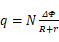 q = N ΔΦ / R+r